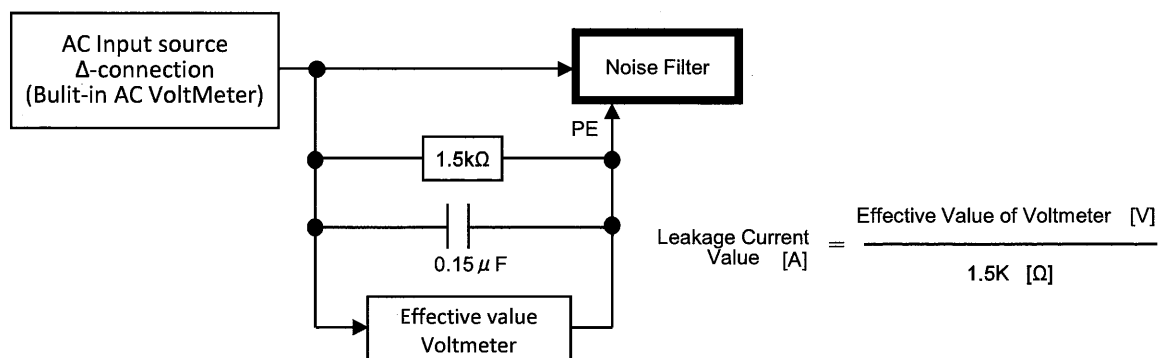 AC Input source
Δ-connection
(Bulit-in AC VoltMeter)
Noise Filter
PE
1.5kΩ
0.15μF
Effective value
Voltmeter
Leakage Current
Value [A]
=
Effective Value of Voltmeter [V]
1.5K [Ω]